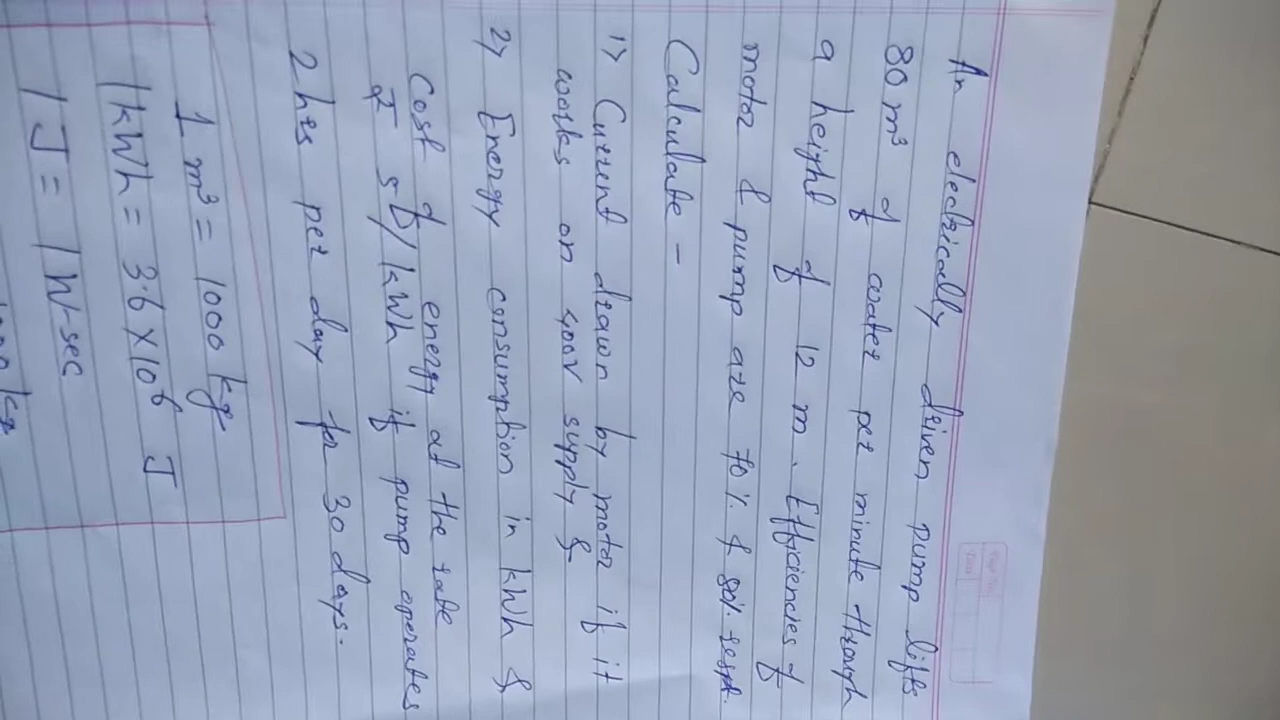 An electrically driven pump lifts
80 m³ of water per minute through
a height of 12 m. Efficiencies of
motor & pump are 70% & 80% respt.
Calculate –
1> Current drawn by motor if it
works on 400V supply &
2> Energy consumption in kWh &
Cost of energy at the rate
₹ 5/kWh if pump operates
2 hrs per day for 30 days.
1 m³ = 1000 kg
1kWh = 3.6 × 10⁶ J
1 J = 1 W-sec
kg